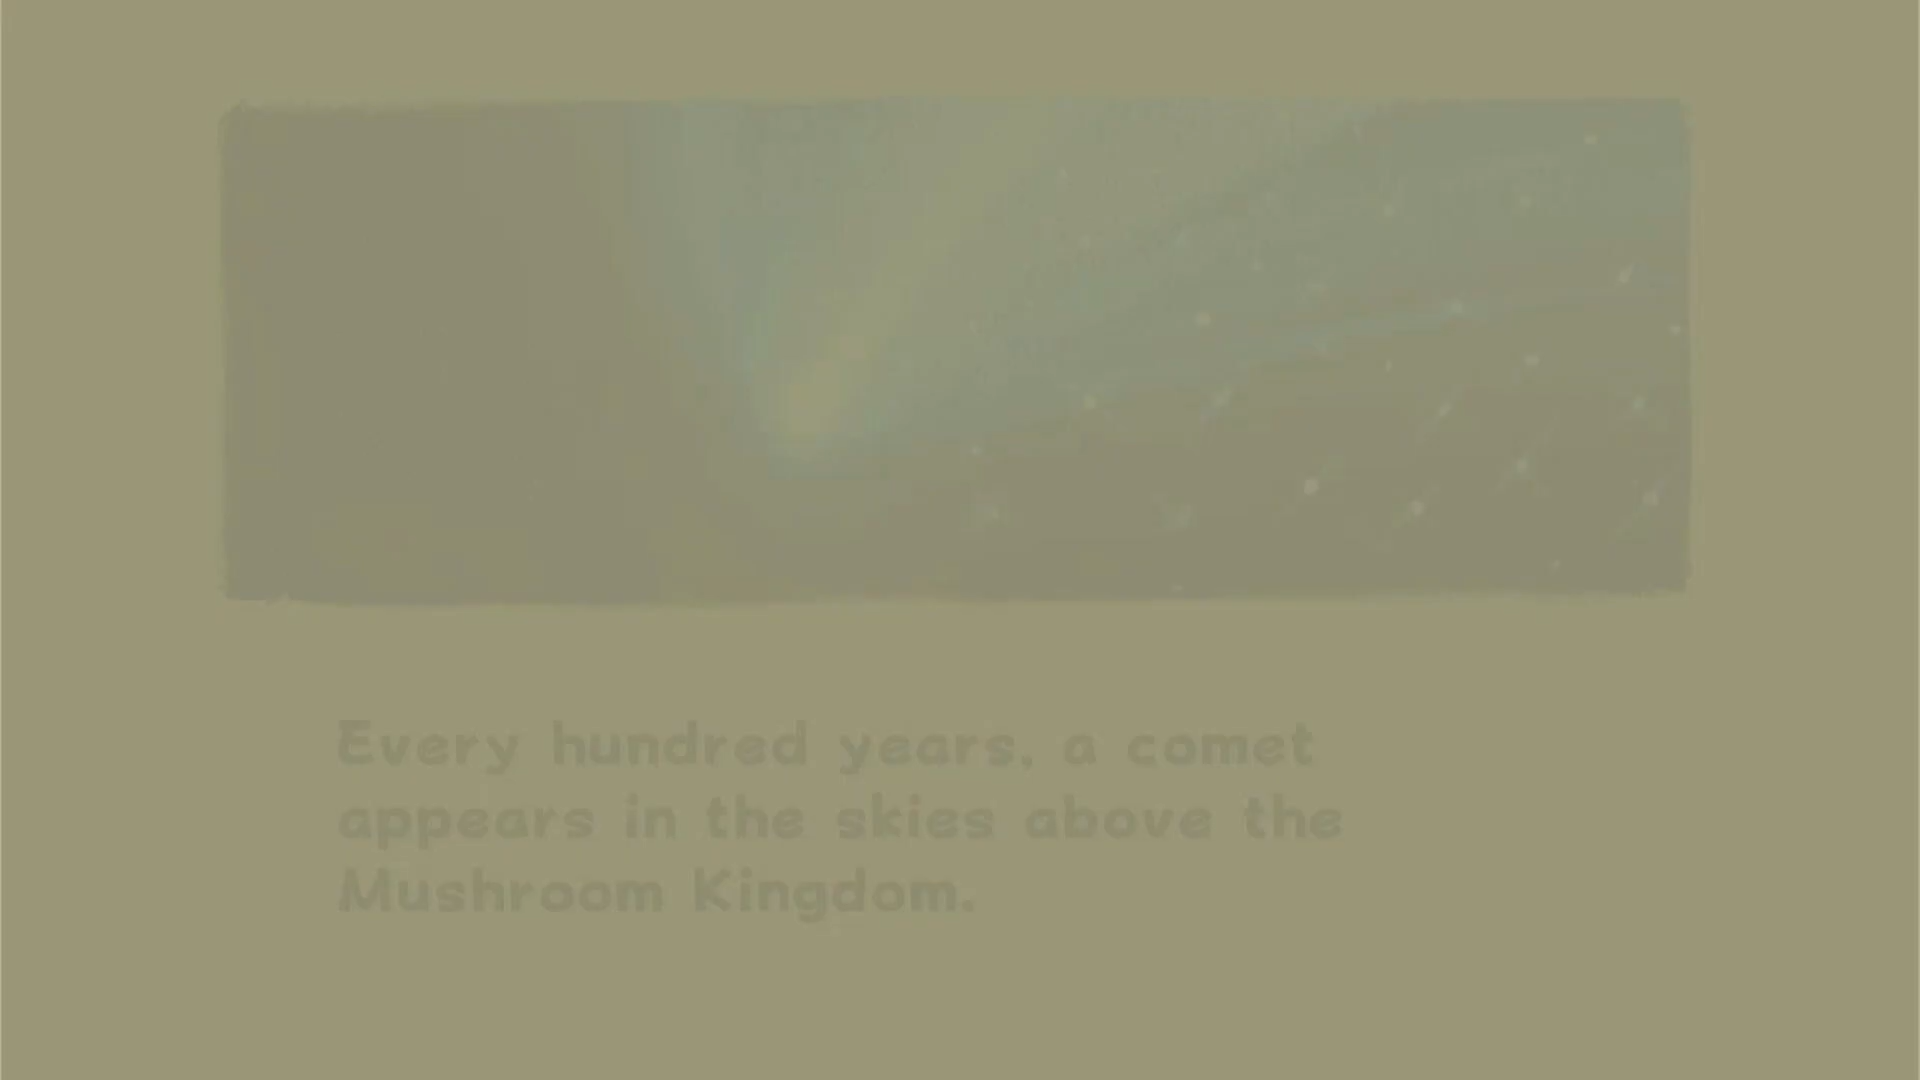 Every hundred years, a comet
appears in the skies above the
Mushroom Kingdom.